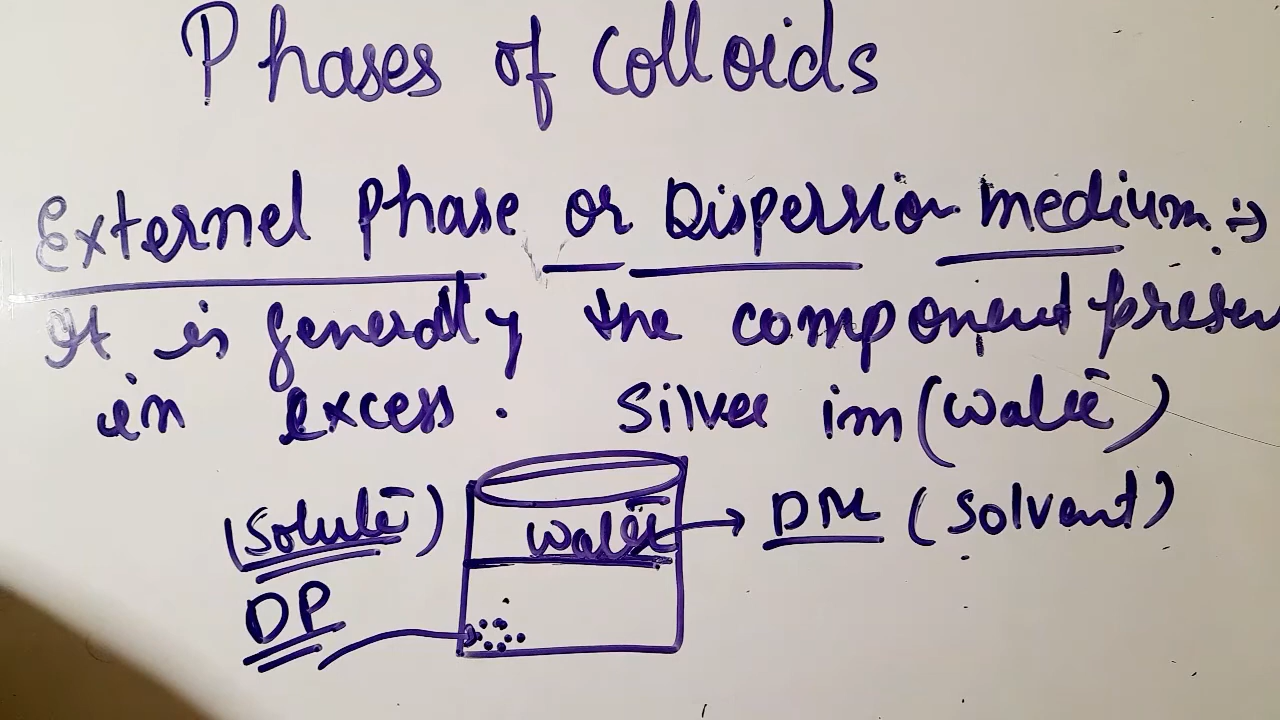 Phases of Colloids
Externel Phase or Dispersion medium :-)
It is generally the component presen
in excess. Silver in (Water)
(Solute) Water → DM (Solvent)
DP